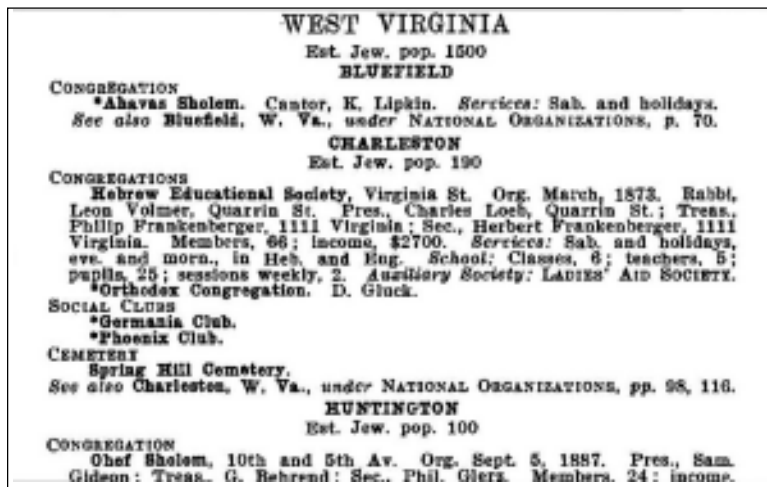 WEST VIRGINIA
Est. Jew. pop. 1500
BLUEFIELD
CONGREGATION
*Ahavas Sholem. Cantor, K. Lipkin. Services: Sab. and holidays.
See also Bluefield, W. Va., under NATIONAL ORGANIZATIONS, p. 70.
CHARLESTON
Est. Jew. pop. 190
CONGREGATIONS
Hebrew Educational Society, Virginia St. Org. March, 1873. Rabbi,
Leon Volmer, Quarrin St. Pres., Charles Loeb, Quarrin St.; Treas.,
Philip Frankenberger, 1111 Virginia; Sec., Herbert Frankenberger, 1111
Virginia. Members, 66; income, $2700. Services: Sab. and holidays,
eve. and morn., in Heb. and Eng. School: Classes, 6; teachers, 5;
pupils, 25; sessions weekly, 2. Auxiliary Society: LADIES' AID SOCIETY.
*Orthodox Congregation. D. Gluck.
SOCIAL CLUBS
*Germania Club.
*Phoenix Club.
CEMETERY
Spring Hill Cemetery.
See also Charleston, W. Va., under NATIONAL ORGANIZATIONS, pp. 98, 116.
HUNTINGTON
Est. Jew. pop. 100
CONGREGATION
Ohef Sholem, 10th and 5th Av. Org. Sept. 5, 1887. Pres., Sam.
Gideon; Treas., G. Behrend; Sec., Phil. Glerz. Members, 24; income,